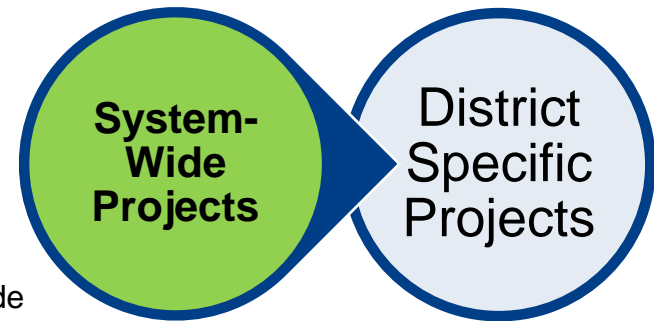 System-
Wide
Projects
District
Specific
Projects
de